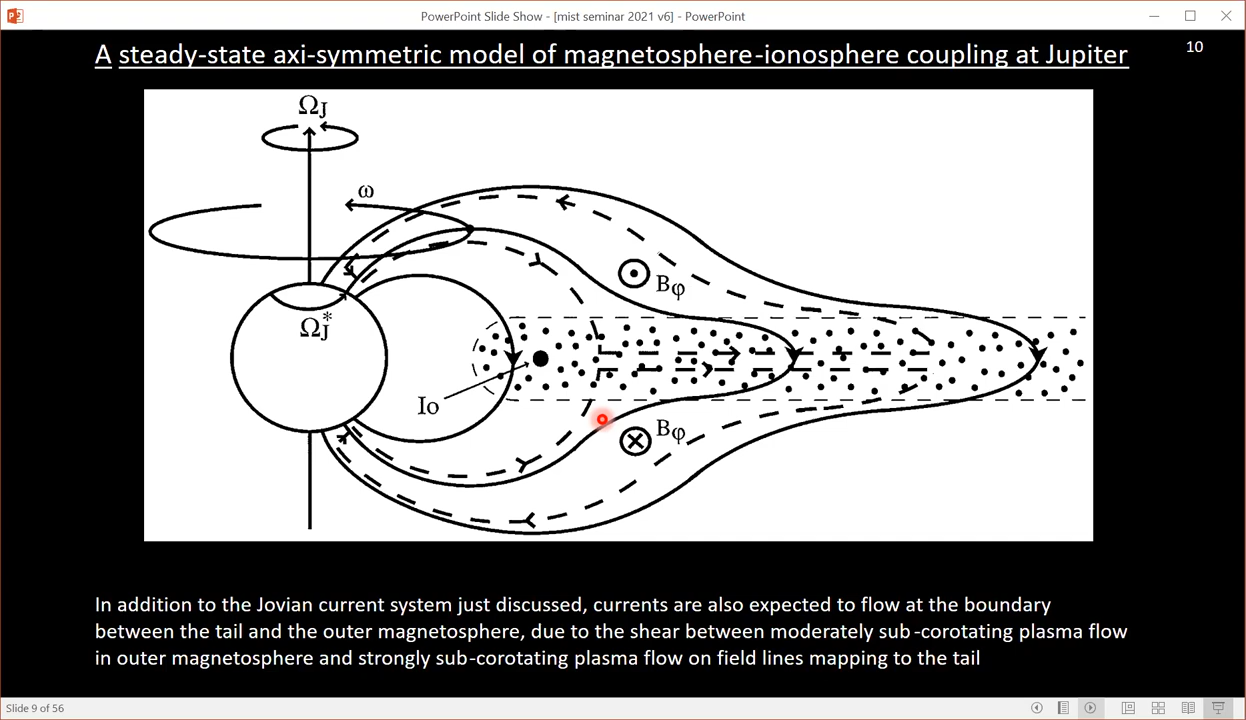 PowerPoint Slide Show - [mist seminar 2021 v6] - PowerPoint
A steady-state axi-symmetric model of magnetosphere-ionosphere coupling at Jupiter
10
ΩJ
ω
Bφ
ΩJ*
Io
Bφ
In addition to the Jovian current system just discussed, currents are also expected to flow at the boundary
between the tail and the outer magnetosphere, due to the shear between moderately sub-corotating plasma flow
in outer magnetosphere and strongly sub-corotating plasma flow on field lines mapping to the tail
Slide 9 of 56